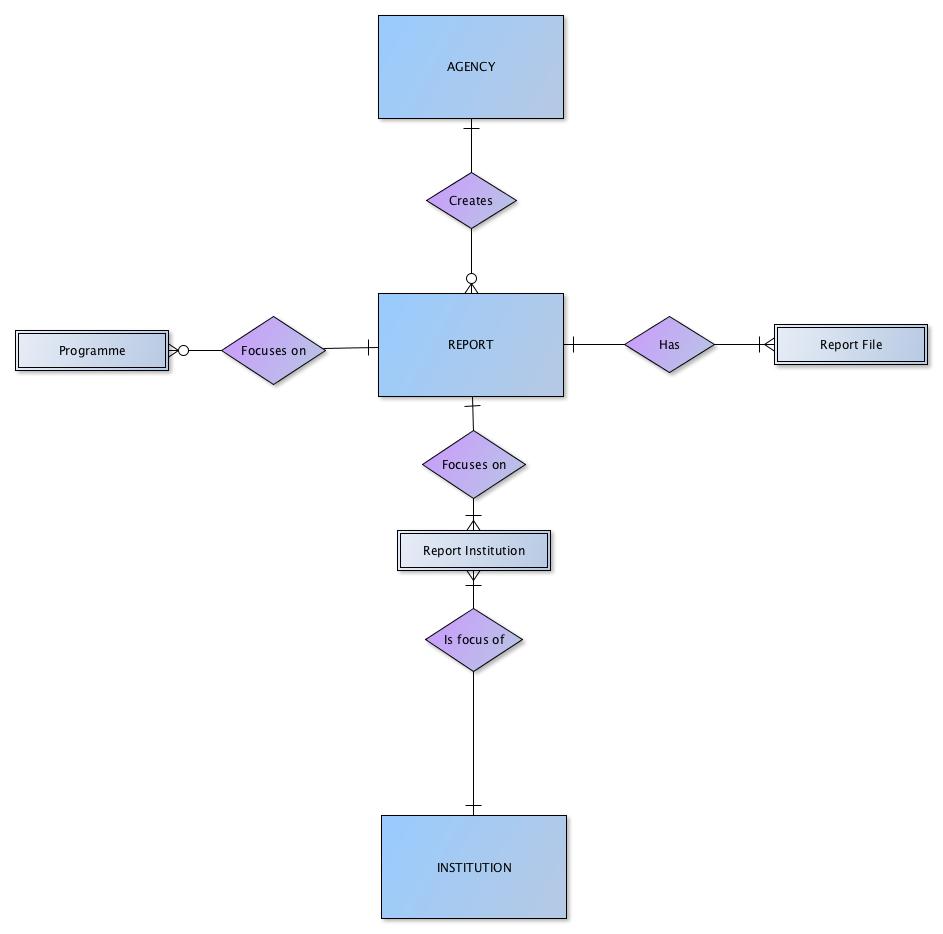 AGENCY
Creates
Programme
Focuses on
REPORT
Has
Report File
Focuses on
Report Institution
Is focus of
INSTITUTION